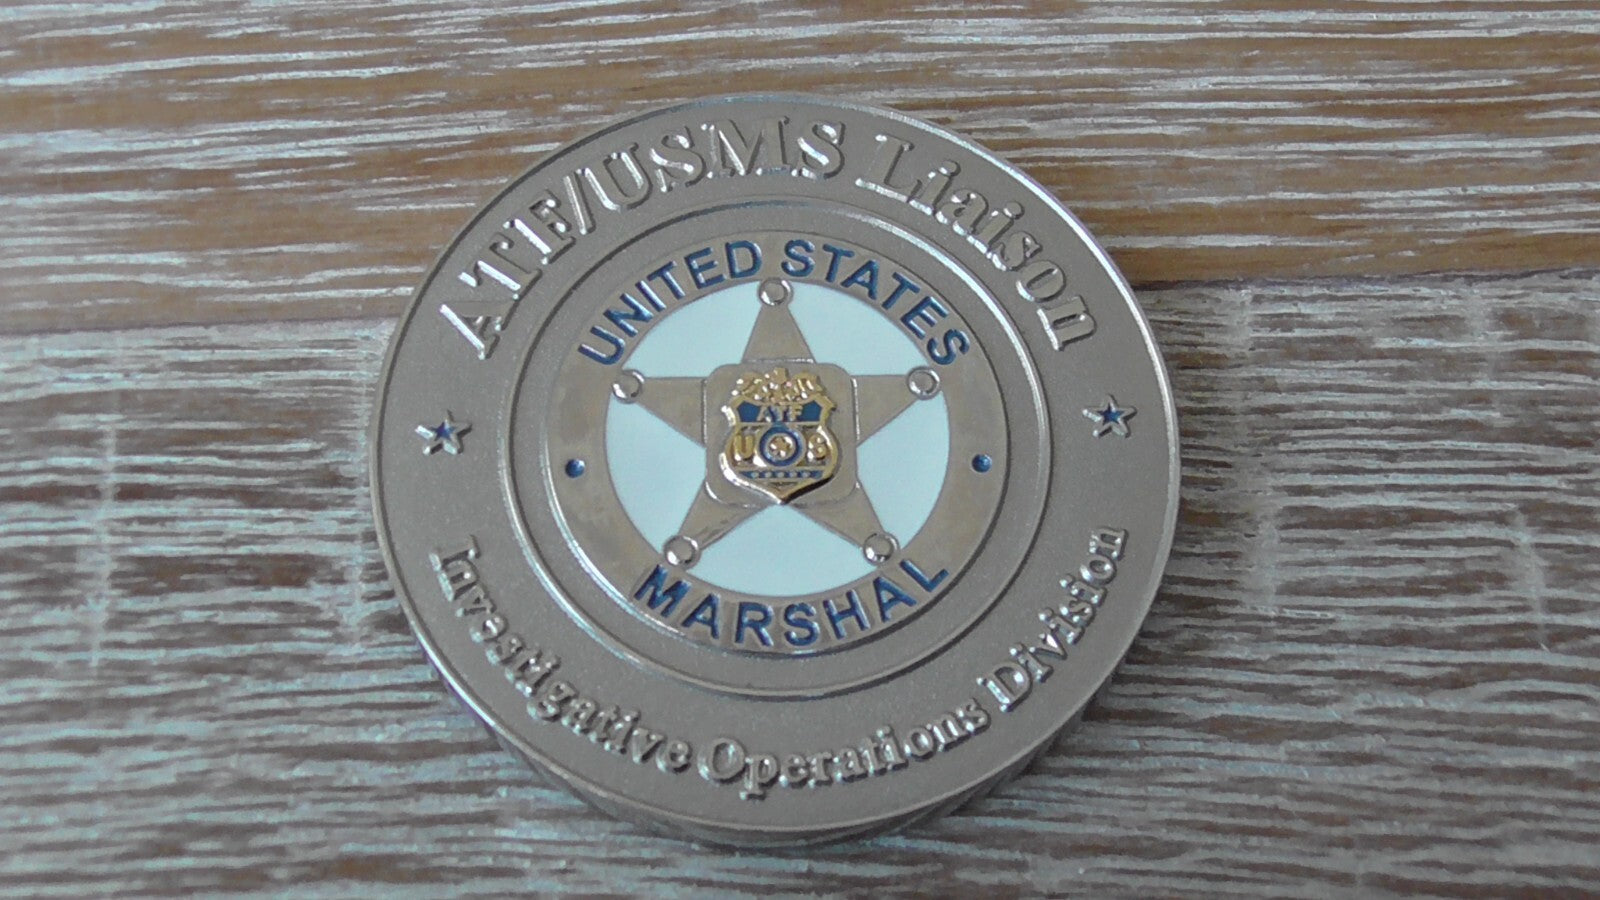 ATF/USMS Liaison
UNITED STATES
ATF
U S
MARSHAL
Investigative Operations Division